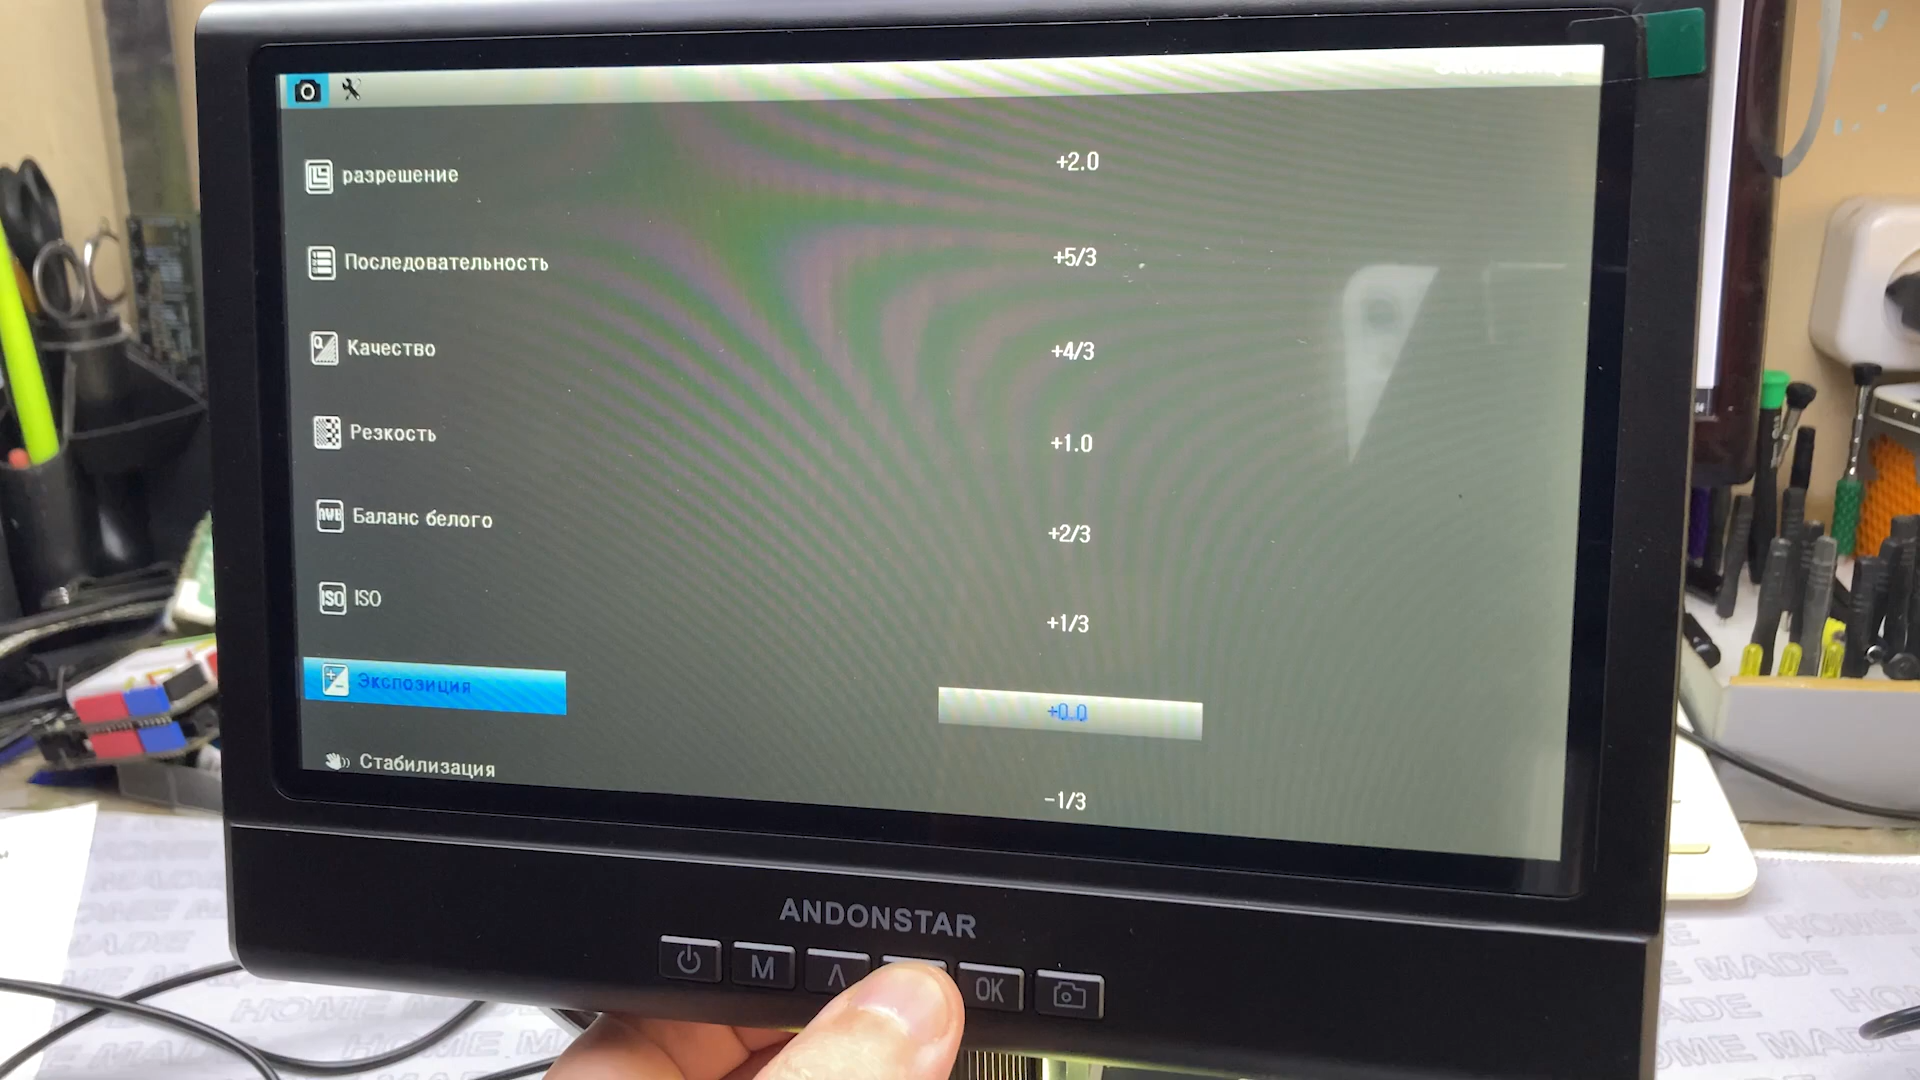 разрешение
Последовательность
Качество
Резкость
Баланс белого
ISO ISO
Экспозиция
Стабилизация
+2.0
+5/3
+4/3
+1.0
+2/3
+1/3
+0.0
-1/3
ANDONSTAR
M
OK
HOME MADE